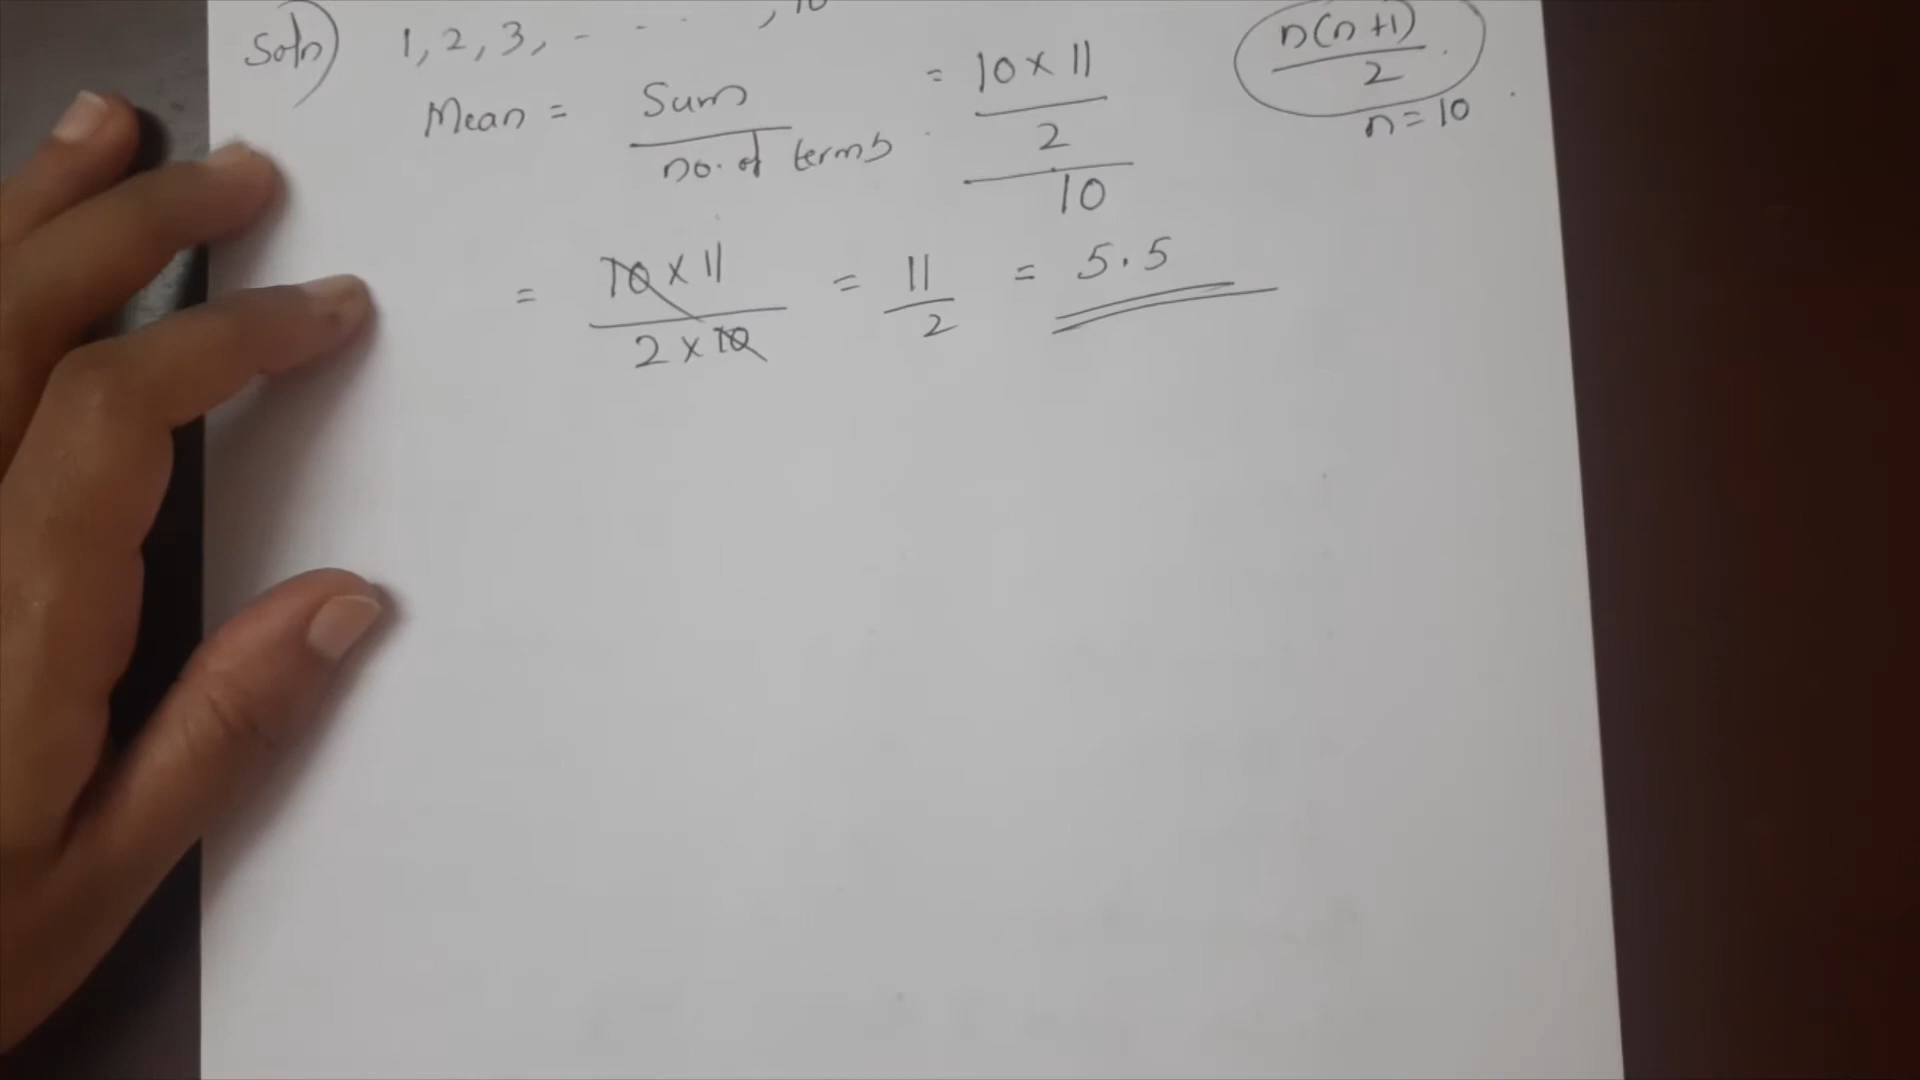 Soln) 1, 2, 3, - - - , 10
n(n+1)/2
n = 10
Mean = Sum/no. of terms = 10 x 11/2/10
= 10 x 11/2 x 10 = 11/2 = 5.5